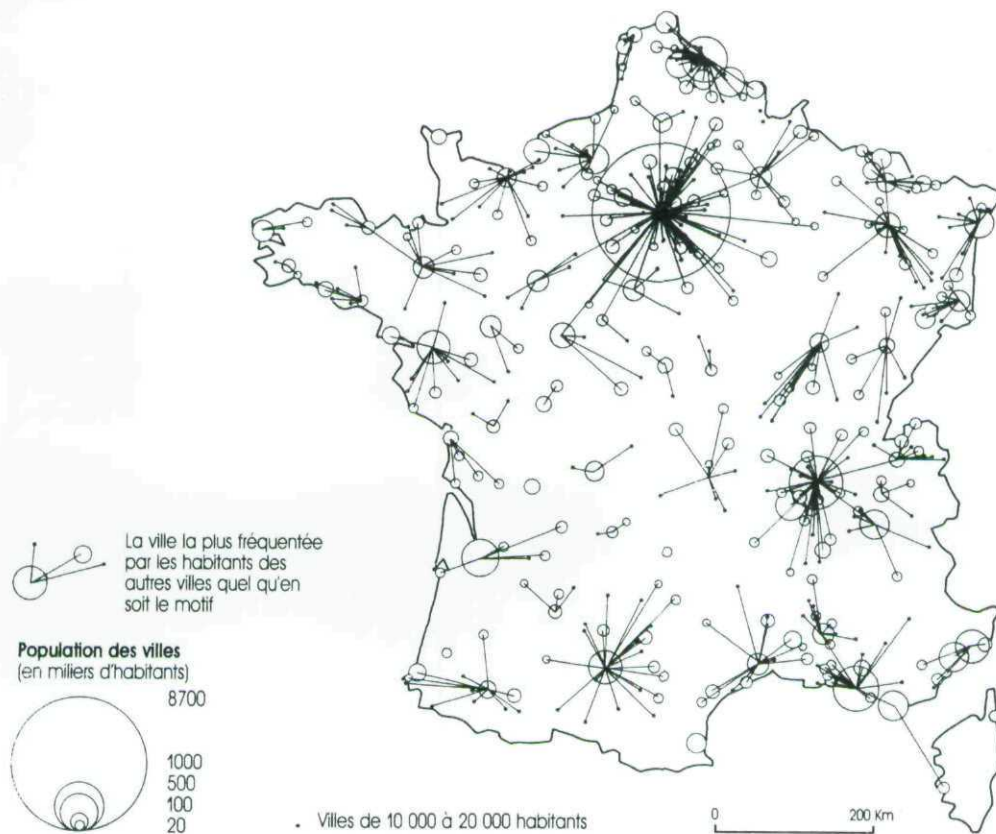 La ville la plus fréquentée
par les habitants des
autres villes quel qu'en
soit le motif
Population des villes
(en miliers d'habitants)
8700
1000
500
100
20
. Villes de 10 000 à 20 000 habitants
0 200 Km